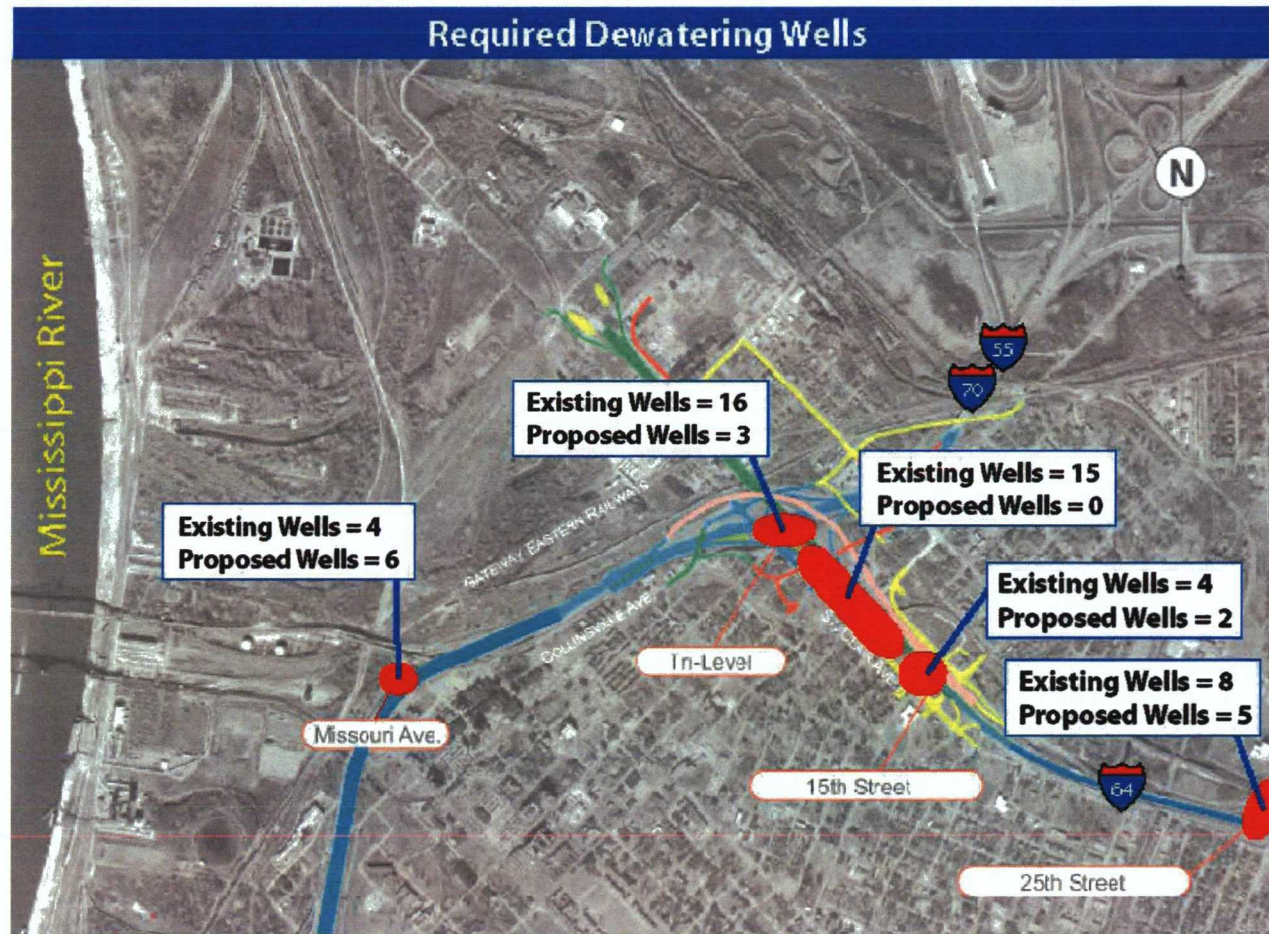 Required Dewatering Wells
N
Mississippi River
55
70
Existing Wells = 16
Proposed Wells = 3
Existing Wells = 15
Proposed Wells = 0
Existing Wells = 4
Proposed Wells = 6
GATEWAY EASTERN RAILWAYS
COLLINSVILLE AVE
Existing Wells = 4
Proposed Wells = 2
Tri-Level
Existing Wells = 8
Proposed Wells = 5
Missouri Ave.
15th Street
64
25th Street